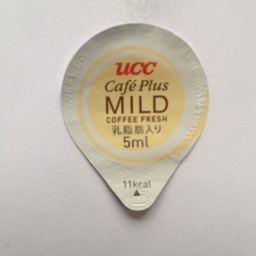 UCC
Café Plus
MILD
COFFEE FRESH
乳脂肪入り
5ml
11kcal